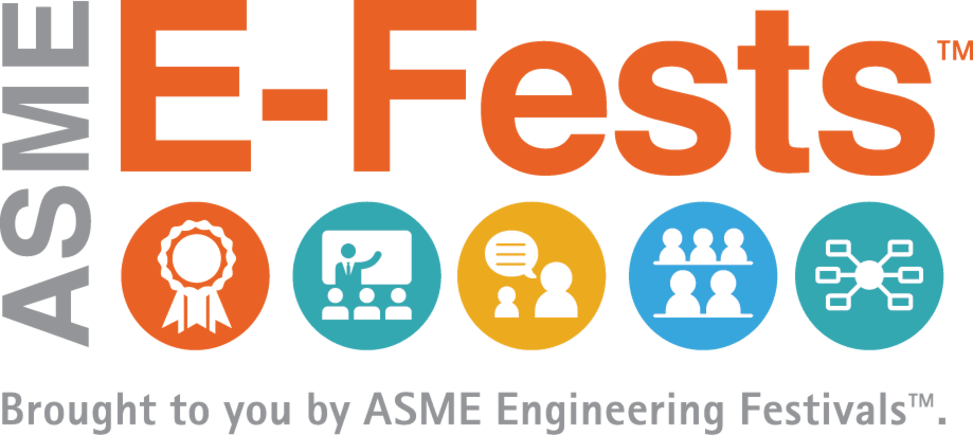 ASME
E-Fests™
Brought to you by ASME Engineering Festivals™.